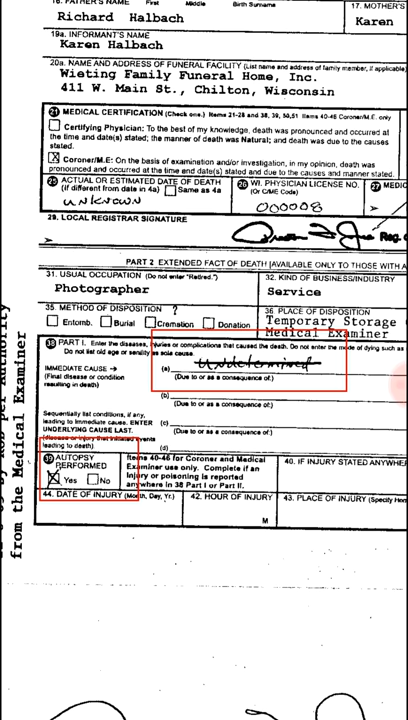 16. FATHER'S NAME First Middle Birth Surname
Richard Halbach
17. MOTHER'S
Karen
19a. INFORMANT'S NAME
Karen Halbach
20a. NAME AND ADDRESS OF FUNERAL FACILITY (List name and address of family member, if applicable)
Wieting Family Funeral Home, Inc.
411 W. Main St., Chilton, Wisconsin
21 MEDICAL CERTIFICATION (Check one.) Items 21-28 and 38, 39, 50,51 Items 40-46 Coroner/M.E. only
Certifying Physician: To the best of my knowledge, death was pronounced and occurred at
the time and date(s) stated; the manner of death was Natural; and death was due to the causes
stated.
X Coroner/M.E: On the basis of examination and/or investigation, in my opinion, death was
pronounced and occurred at the time and date(s) stated and due to the causes and manner stated.
25 ACTUAL OR ESTIMATED DATE OF DEATH
(if different from date in 4a) Same as 4a
UNKNOWN
26 WI. PHYSICIAN LICENSE NO.
(or C/ME Code)
000008
27 MEDIC
28. LOCAL REGISTRAR SIGNATURE
PART 2 EXTENDED FACT OF DEATH (AVAILABLE ONLY TO THOSE WITH A
31. USUAL OCCUPATION (Do not enter "Retired.")
Photographer
32. KIND OF BUSINESS/INDUSTRY
Service
35. METHOD OF DISPOSITION ?
Entomb. Burial Cremation Donation
36. PLACE OF DISPOSITION
Temporary Storage
Medical Examiner
38 PART I. Enter the diseases, injuries or complications that caused the death. Do not enter the mode of dying such as
Do not list old age or senility as sole cause.
IMMEDIATE CAUSE → (a) Undetermined
(Final disease or condition
resulting in death)
(Due to or as a consequence of:)
(b)
(Due to or as a consequence of:)
Sequentially list conditions, if any,
leading to immediate cause. ENTER
UNDERLYING CAUSE LAST.
(disease or injury that initiated events
leading to death)
(c)
(Due to or as a consequence of:)
(d)
39 AUTOPSY
PERFORMED
X Yes No
Items 40-46 for Coroner and Medical
Examiner use only. Complete if an
injury or poisoning is reported
anywhere in 38 Part I or Part II.
40. IF INJURY STATED ANYWHE
44. DATE OF INJURY (Month, Day, Yr.)
42. HOUR OF INJURY
M
43. PLACE OF INJURY (Specify Hom
from the Medical Examiner